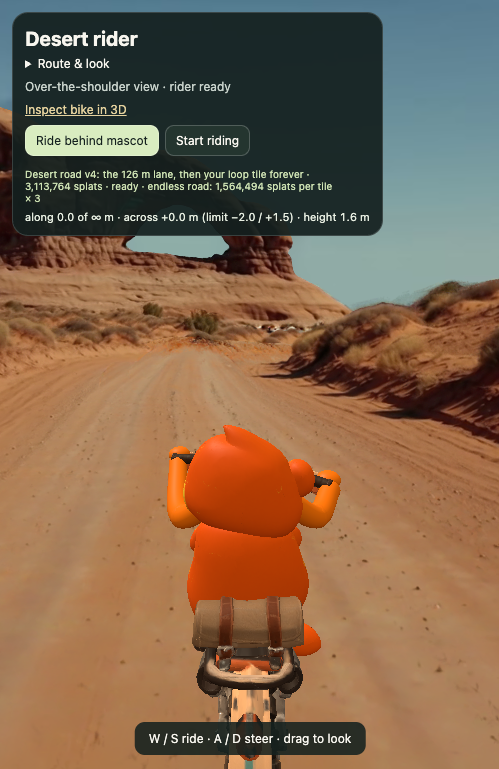 Desert rider
▶ Route & look
Over-the-shoulder view · rider ready
Inspect bike in 3D
Ride behind mascot
Start riding
Desert road v4: the 126 m lane, then your loop tile forever ·
3,113,764 splats · ready · endless road: 1,564,494 splats per tile
× 3
along 0.0 of ∞ m · across +0.0 m (limit −2.0 / +1.5) · height 1.6 m
W / S ride · A / D steer · drag to look